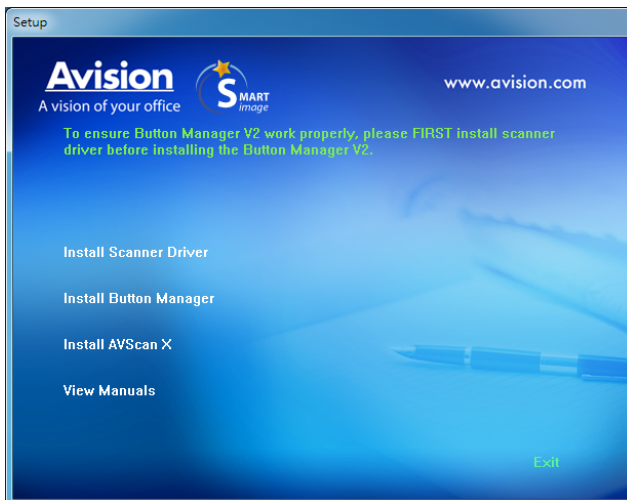 Setup
Avision
A vision of your office
SMART
image
www.avision.com
To ensure Button Manager V2 work properly, please FIRST install scanner
driver before installing the Button Manager V2.
Install Scanner Driver
Install Button Manager
Install AVScan X
View Manuals
Exit